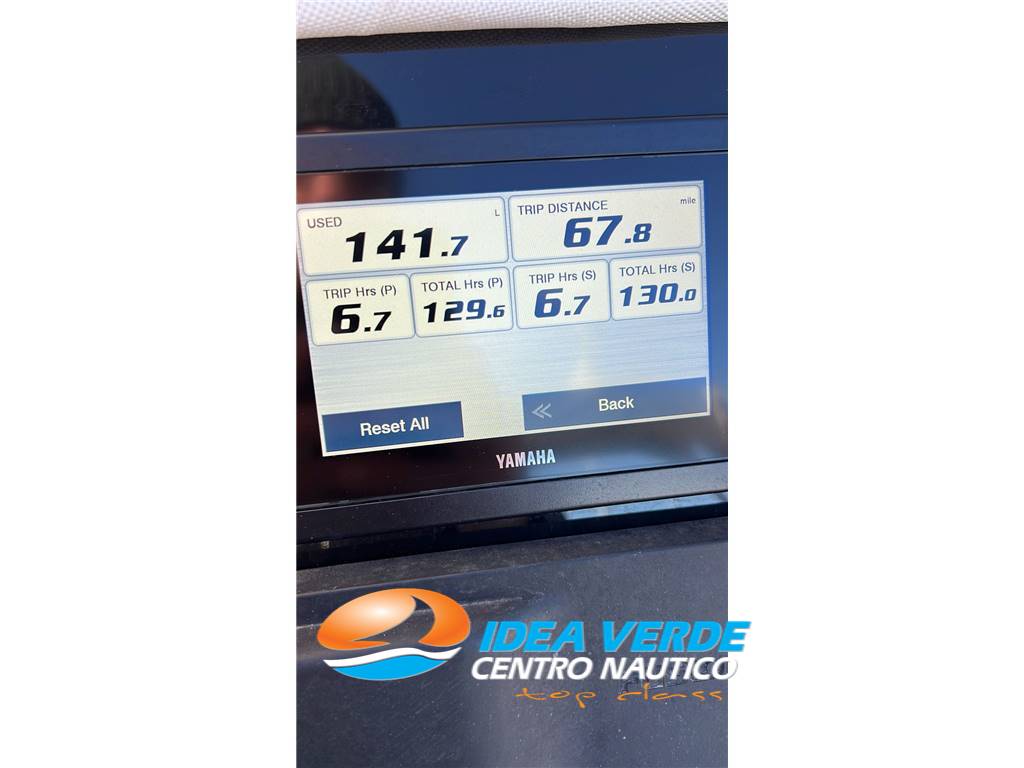 USED L
141.7
TRIP DISTANCE mile
67.8
TRIP Hrs (P)
6.7
TOTAL Hrs (P)
129.6
TRIP Hrs (S)
6.7
TOTAL Hrs (S)
130.0
Reset All
Back
YAMAHA
IDEA VERDE
CENTRO NAUTICO
top class